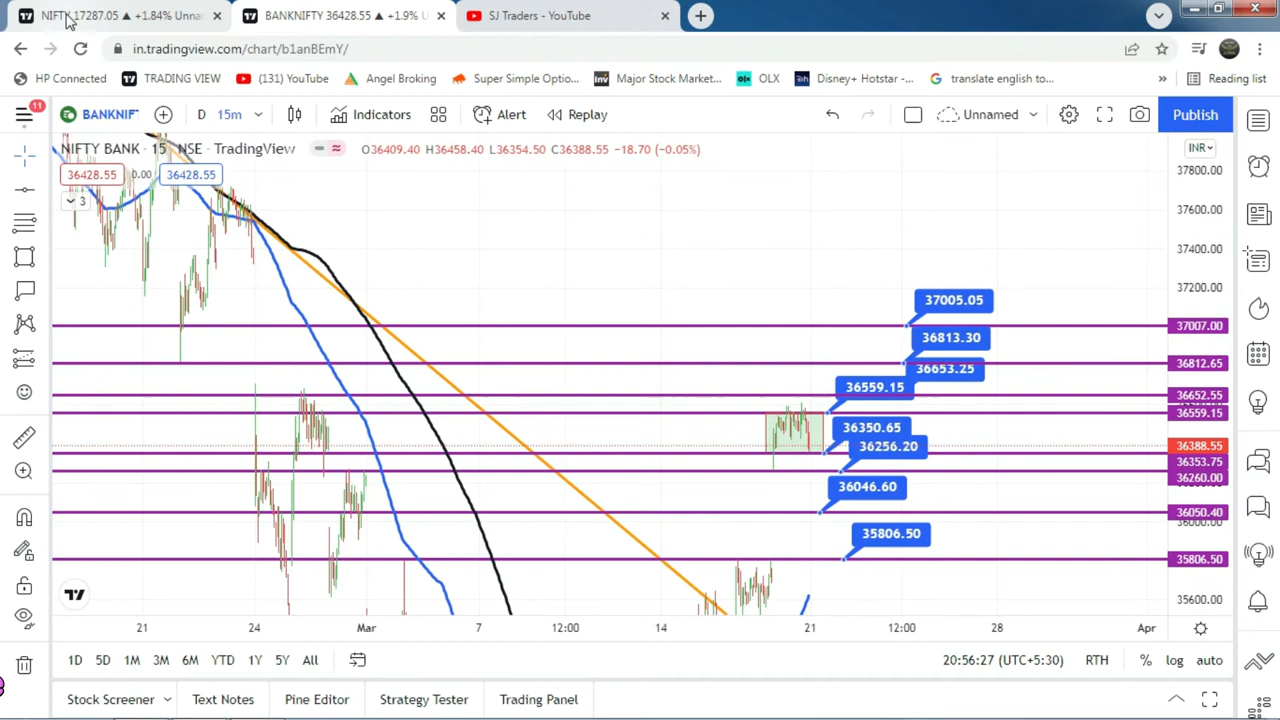 NIFTY 17287.05 ▲ +1.84% Unna
BANKNIFTY 36428.55 ▲ +1.9% U
SJ Traders - YouTube
in.tradingview.com/chart/b1anBEmY/
HP Connected
TRADING VIEW
(131) YouTube
Angel Broking
Super Simple Optio...
Major Stock Market...
OLX
Disney+ Hotstar -...
translate english to...
»
Reading list
11
BANKNIF
D
15m
Indicators
Alert
Replay
Unnamed
Publish
NIFTY BANK · 15 · NSE · TradingView
O36409.40 H36458.40 L36354.50 C36388.55 −18.70 (−0.05%)
INR
36428.55
0.00
36428.55
3
37800.00
37600.00
37400.00
37200.00
37005.05
37007.00
36813.30
36812.65
36653.25
36652.55
36559.15
36559.15
36350.65
36388.55
36256.20
36353.75
36260.00
36046.60
36050.40
36000.00
35806.50
35806.50
35600.00
21
24
Mar
7
12:00
14
21
12:00
28
Apr
1D 5D 1M 3M 6M YTD 1Y 5Y All
20:56:27 (UTC+5:30)
RTH
% log auto
Stock Screener
Text Notes
Pine Editor
Strategy Tester
Trading Panel